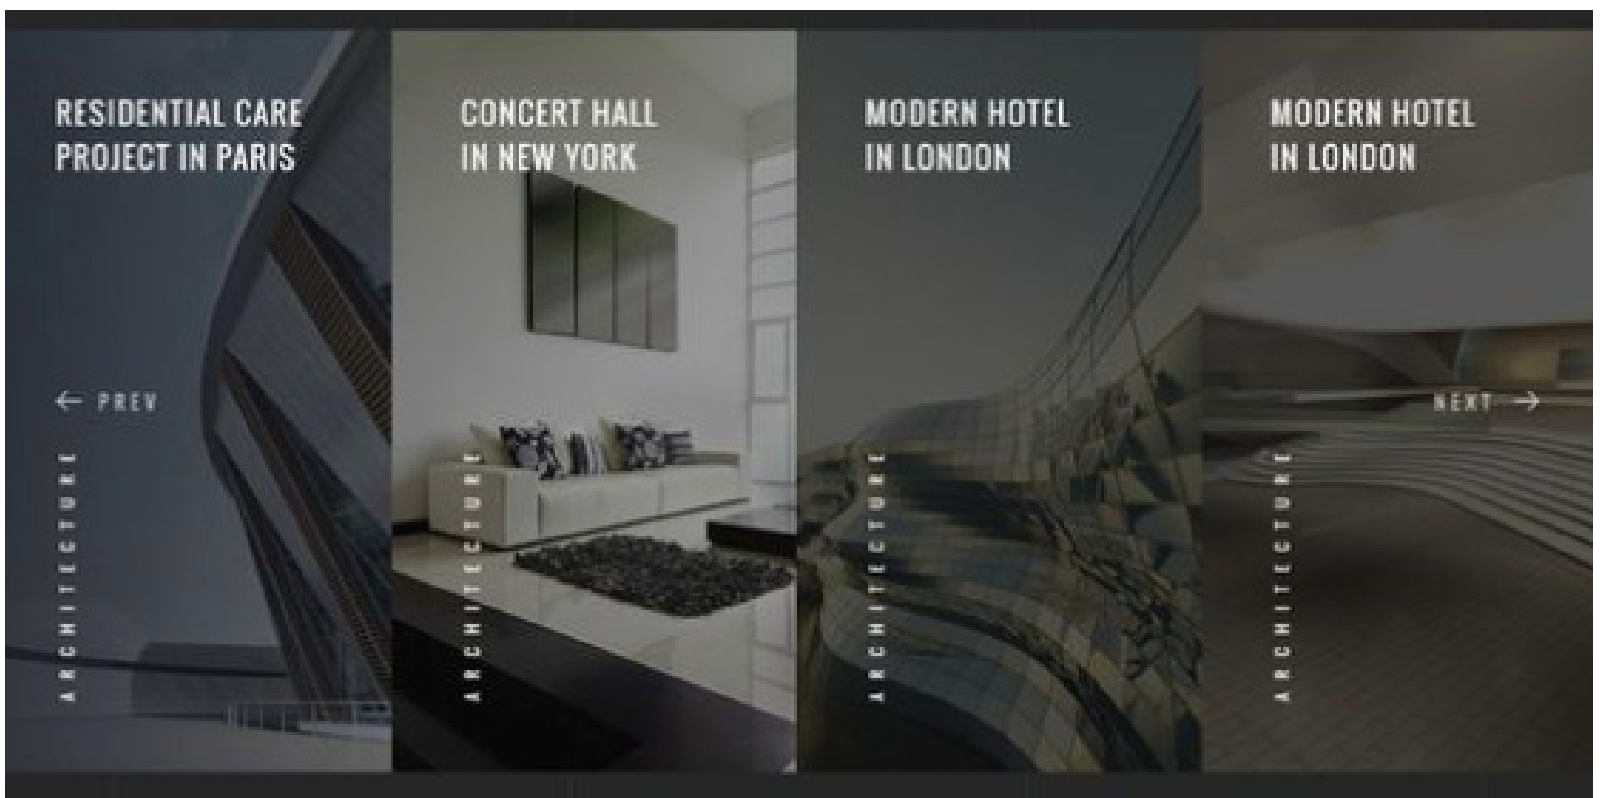 RESIDENTIAL CARE
PROJECT IN PARIS
CONCERT HALL
IN NEW YORK
MODERN HOTEL
IN LONDON
MODERN HOTEL
IN LONDON
← PREV
NEXT →
ARCHITECTURE
ARCHITECTURE
ARCHITECTURE
ARCHITECTURE